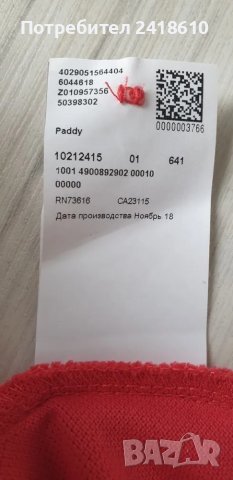 Потребител 2418610
4029051564404
6044618
Z010957356
50398302
0000003766
Paddy
10212415 01 641
1001 4900892902 00010
00000
RN73616 CA23115
Дата производства Ноябрь 18
BAZAR